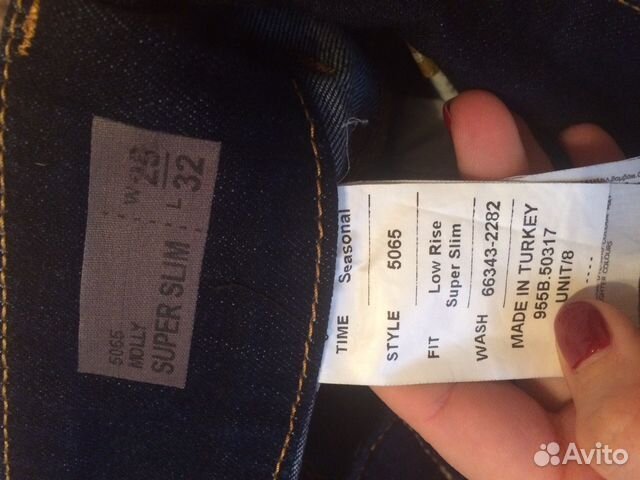 5065
MOLLY
SUPER SLIM
W 25
L 32
TIME Seasonal
STYLE 5065
FIT Low Rise
Super Slim
WASH 66343-2282
MADE IN TURKEY
955B.50317
UNIT/8
Avito